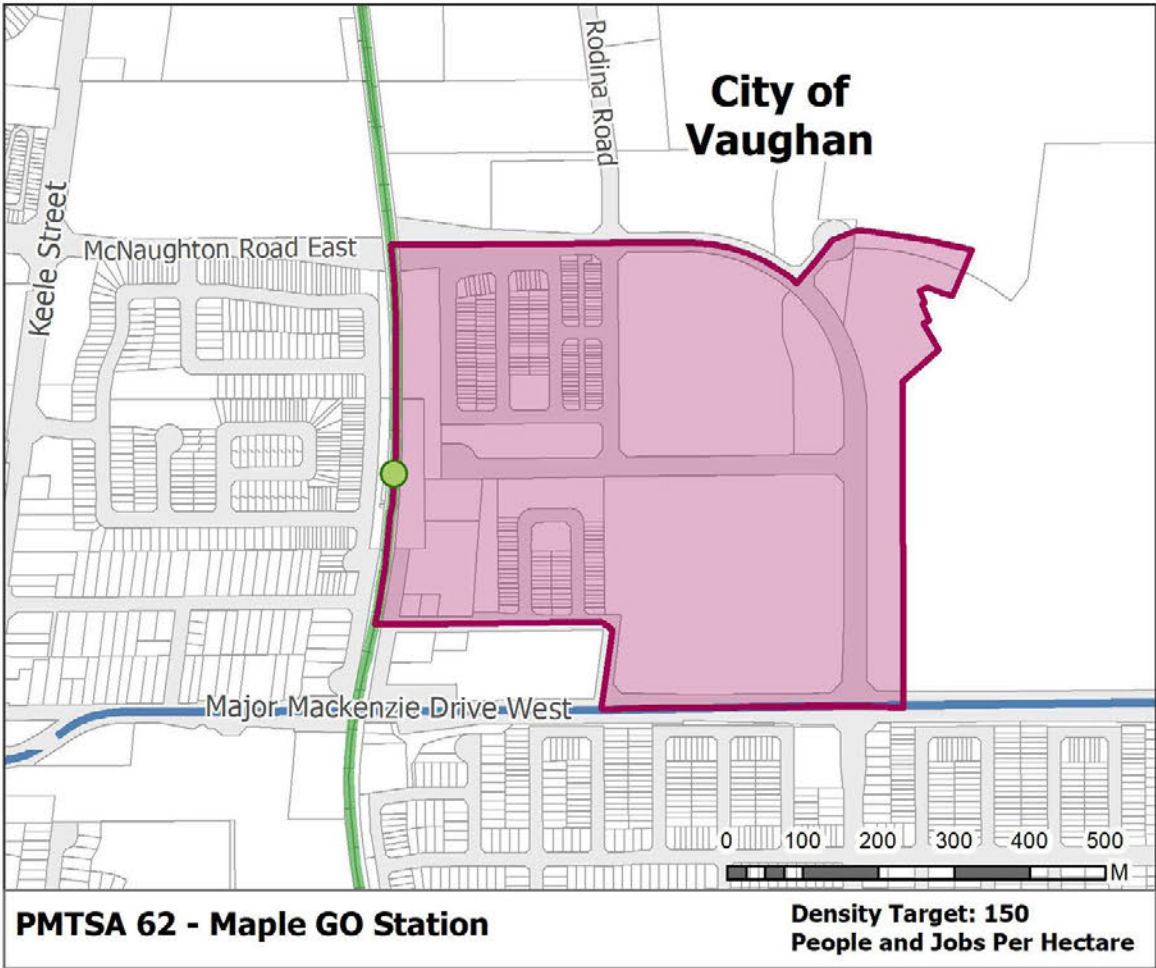 City of
Vaughan
Rodina Road
Keele Street
McNaughton Road East
Major Mackenzie Drive West
0 100 200 300 400 500
M
PMTSA 62 - Maple GO Station
Density Target: 150
People and Jobs Per Hectare